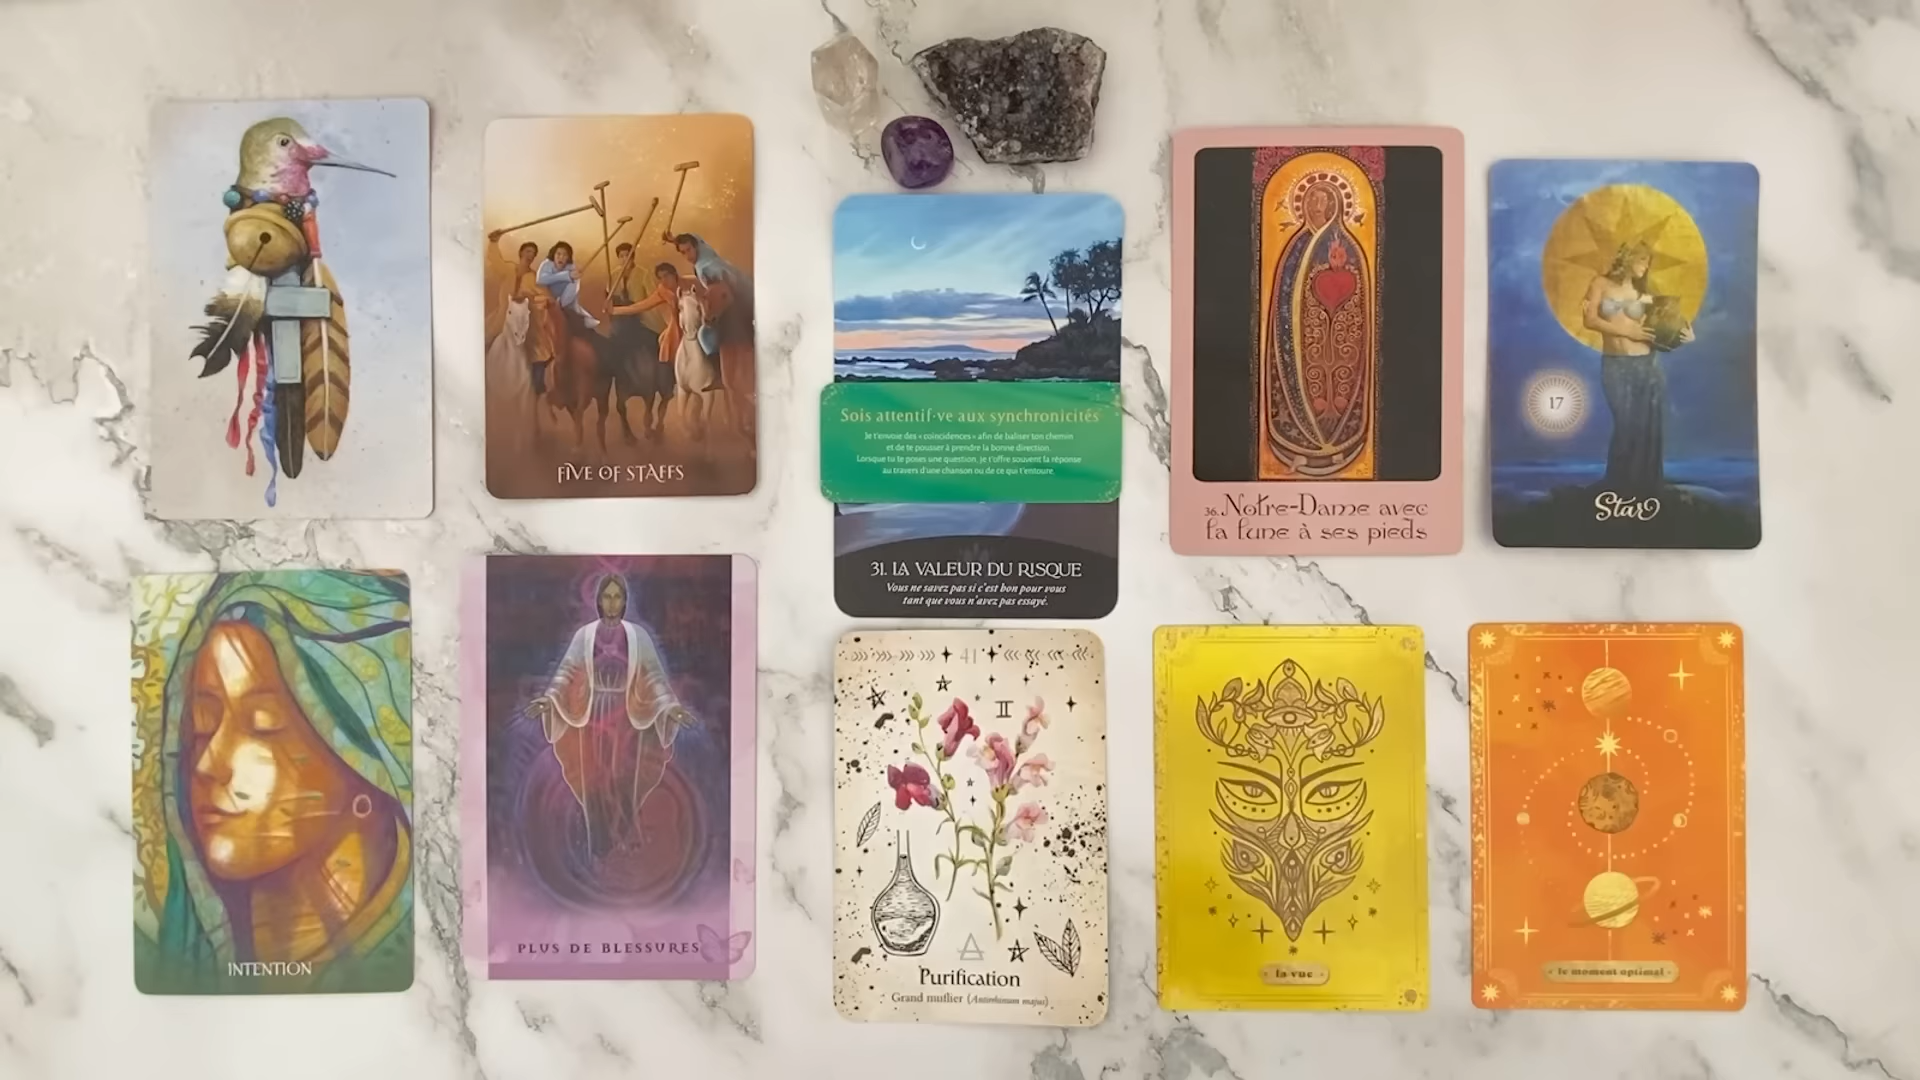 FIVE OF STAFFS
Sois attentif·ve aux synchronicités
Je t'envoie des « coïncidences » afin de baliser ton chemin
et de te pousser à prendre la bonne direction.
Lorsque tu te poses une question, je t'offre souvent la réponse
au travers d'une chanson ou de ce qui t'entoure.
31. LA VALEUR DU RISQUE
Vous ne savez pas si c'est bon pour vous
tant que vous n'avez pas essayé.
36. Notre-Dame avec
la lune à ses pieds
17
Star
INTENTION
PLUS DE BLESSURES
41
Purification
Grand muflier (Antirrhinum majus)
la vue
le moment optimal